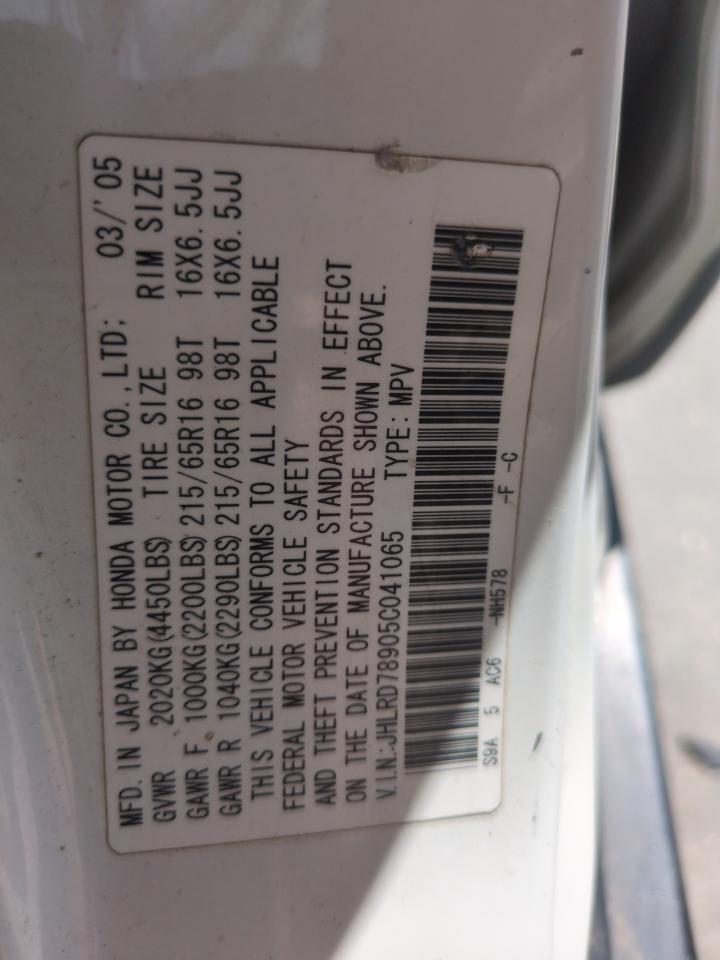 MFD. IN JAPAN BY HONDA MOTOR CO.,LTD: 03/'05
GVWR 2020KG(4450LBS) TIRE SIZE RIM SIZE
GAWR F 1000KG(2200LBS)215/65R16 98T 16X6.5JJ
GAWR R 1040KG(2290LBS)215/65R16 98T 16X6.5JJ
THIS VEHICLE CONFORMS TO ALL APPLICABLE
FEDERAL MOTOR VEHICLE SAFETY
AND THEFT PREVENTION STANDARDS IN EFFECT
ON THE DATE OF MANUFACTURE SHOWN ABOVE.
V.I.N.:JHLRD78905C041065 TYPE: MPV
S9A 5 AC6 -NH578 -F -C